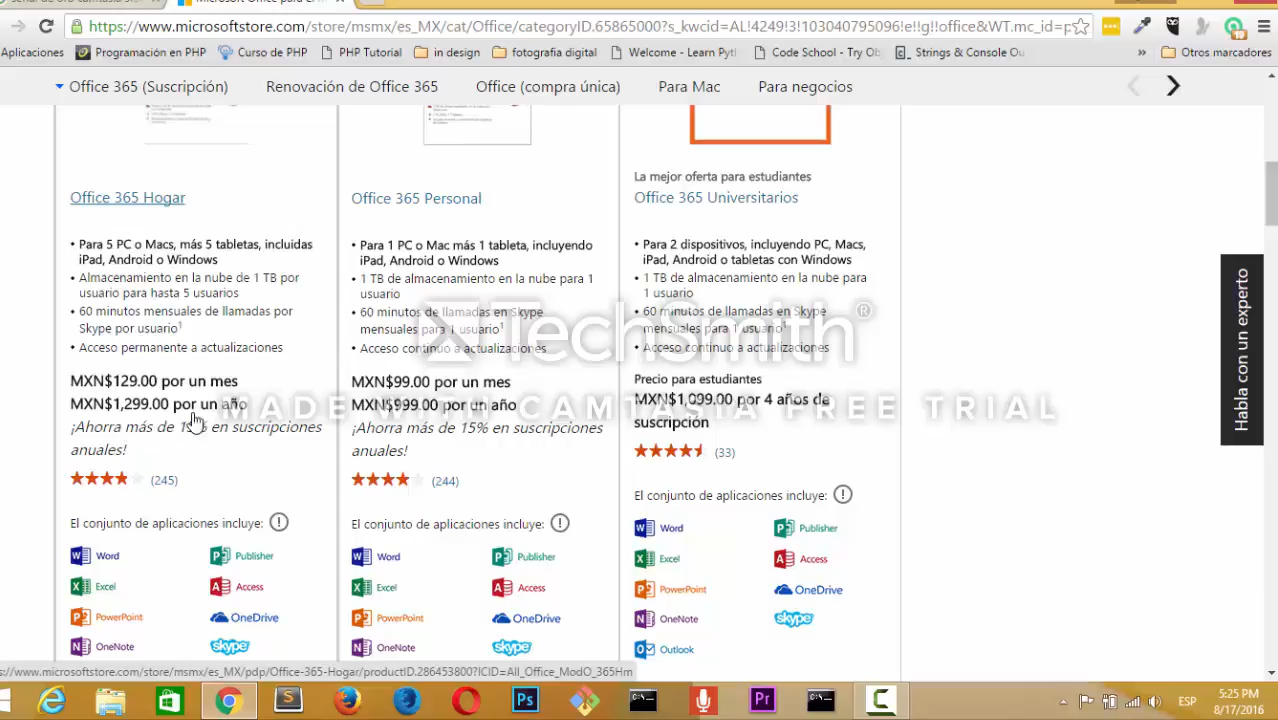 https://www.microsoftstore.com/store/msmx/es_MX/cat/Office/categoryID.65865000?s_kwcid=AL!4249!3!103040795096!e!!g!!office&WT.mc_id=p
19
Aplicaciones
Programación en PHP
Curso de PHP
PHP Tutorial
in design
fotografia digital
Welcome - Learn Pyt
Code School - Try Ob
Strings & Console Ou
»
Otros marcadores
Office 365 (Suscripción)
Renovación de Office 365
Office (compra única)
Para Mac
Para negocios
Office 365 Hogar
• Para 5 PC o Macs, más 5 tabletas, incluidas
iPad, Android o Windows
• Almacenamiento en la nube de 1 TB por
usuario para hasta 5 usuarios
• 60 minutos mensuales de llamadas por
Skype por usuario1
• Acceso permanente a actualizaciones
MXN$129.00 por un mes
MXN$1,299.00 por un año
¡Ahorra más de 15% en suscripciones
anuales!
(245)
El conjunto de aplicaciones incluye:
Word
Publisher
Excel
Access
PowerPoint
OneDrive
OneNote
skype
Office 365 Personal
• Para 1 PC o Mac más 1 tableta, incluyendo
iPad, Android o Windows
• 1 TB de almacenamiento en la nube para 1
usuario
• 60 minutos de llamadas en Skype
mensuales para 1 usuario1
• Acceso continuo a actualizaciones
MXN$99.00 por un mes
MXN$999.00 por un año
¡Ahorra más de 15% en suscripciones
anuales!
(244)
El conjunto de aplicaciones incluye:
Word
Publisher
Excel
Access
PowerPoint
OneDrive
OneNote
skype
La mejor oferta para estudiantes
Office 365 Universitarios
• Para 2 dispositivos, incluyendo PC, Macs,
iPad, Android o tabletas con Windows
• 1 TB de almacenamiento en la nube para
1 usuario
• 60 minutos de llamadas en Skype
mensuales para 1 usuario1
• Acceso continuo a actualizaciones
Precio para estudiantes
MXN$1,099.00 por 4 años de
suscripción
(33)
El conjunto de aplicaciones incluye:
Word
Publisher
Excel
Access
PowerPoint
OneDrive
OneNote
skype
Outlook
Habla con un experto
TechSmith®
MADE WITH CAMTASIA FREE TRIAL
s://www.microsoftstore.com/store/msmx/es_MX/pdp/Office-365-Hogar/productID.286453800?ICID=All_Office_ModO_365Hm
Ps
Pr
ESP
5:25 PM
8/17/2016